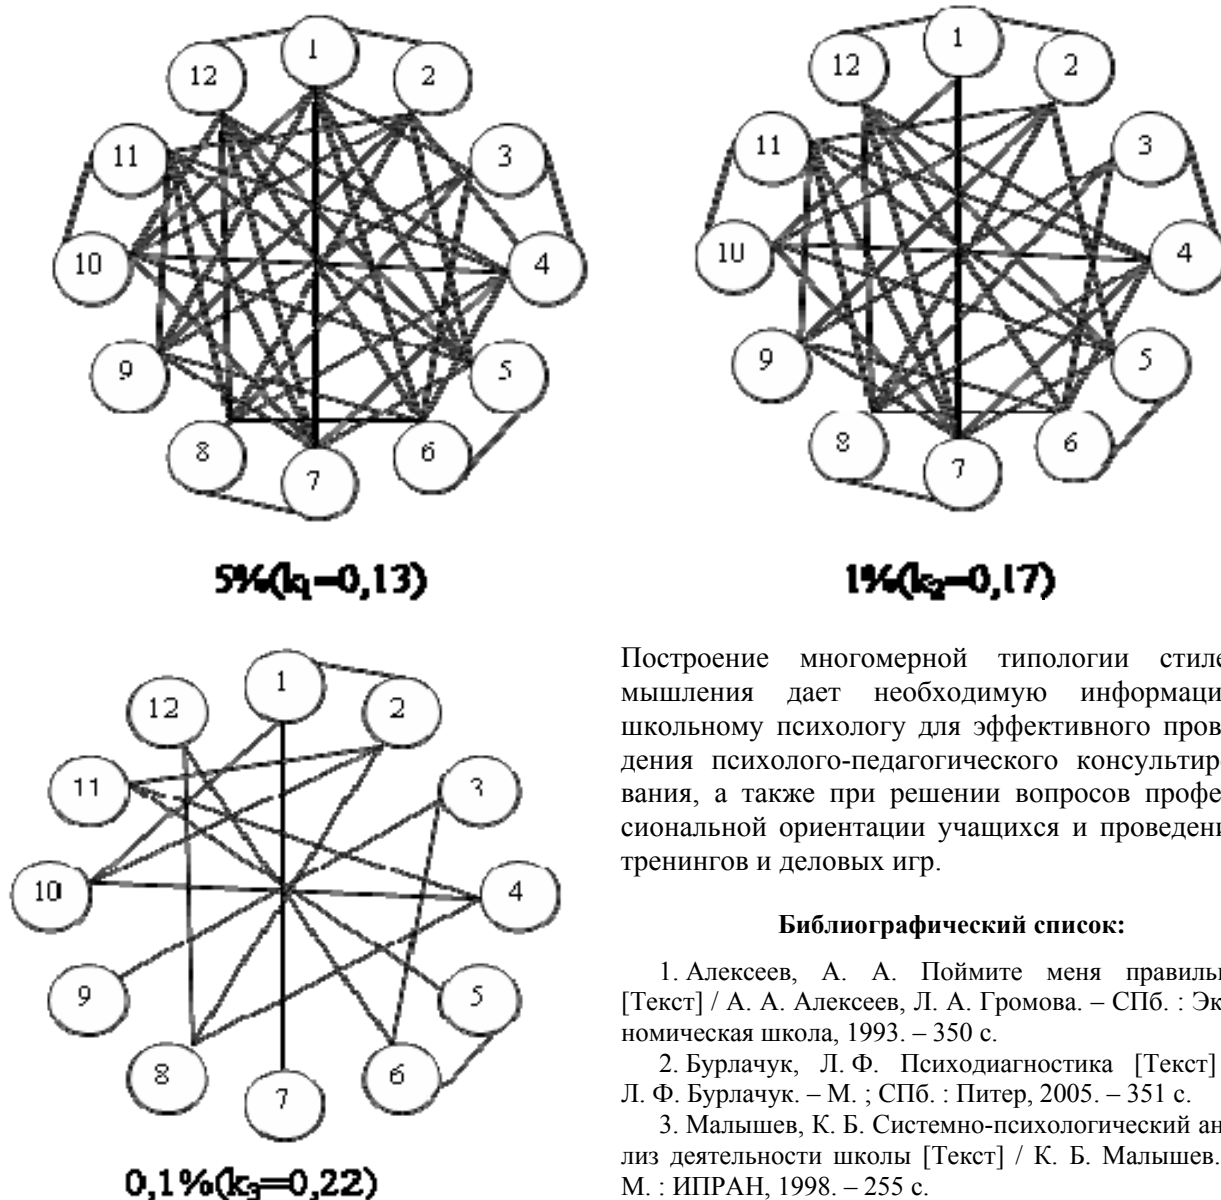 1
2
3
4
5
6
7
8
9
10
11
12
5%(k₁=0,13)
1
2
3
4
5
6
7
8
9
10
11
12
1%(k₂=0,17)
1
2
3
4
5
6
7
8
9
10
11
12
0,1%(k₃=0,22)
Построение многомерной типологии стиле
мышления дает необходимую информаци
школьному психологу для эффективного пров
дения психолого-педагогического консультир
вания, а также при решении вопросов профе
сиональной ориентации учащихся и проведени
тренингов и деловых игр.
Библиографический список:
1. Алексеев, А. А. Поймите меня правиль
[Текст] / А. А. Алексеев, Л. А. Громова. – СПб. : Эк
номическая школа, 1993. – 350 с.
2. Бурлачук, Л. Ф. Психодиагностика [Текст]
Л. Ф. Бурлачук. – М. ; СПб. : Питер, 2005. – 351 с.
3. Малышев, К. Б. Системно-психологический ан
лиз деятельности школы [Текст] / К. Б. Малышев.
М. : ИПРАН, 1998. – 255 с.